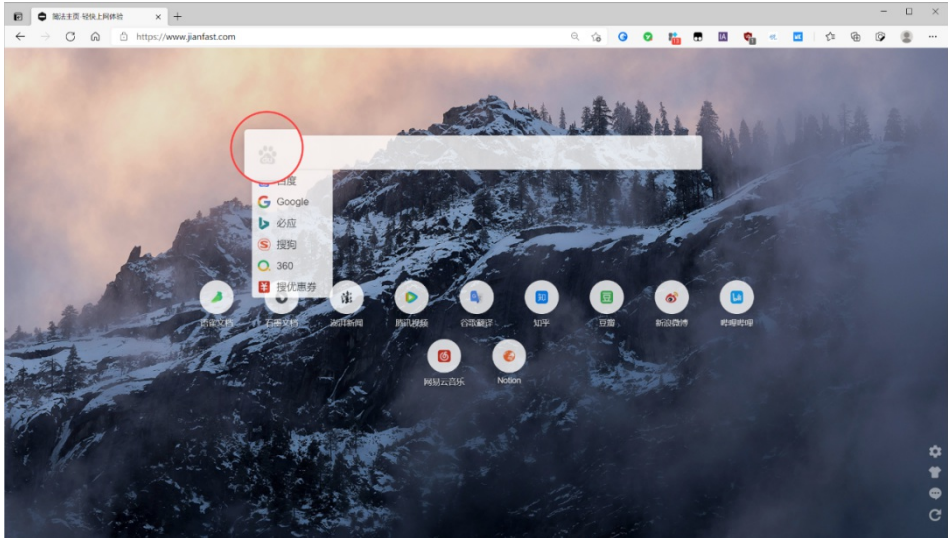 简法主页·轻快上网体验
https://www.jianfast.com
百度
Google
必应
搜狗
360
搜优惠券
语雀文档
石墨文档
澎湃新闻
腾讯视频
谷歌翻译
知乎
豆瓣
新浪微博
哔哩哔哩
网易云音乐
Notion